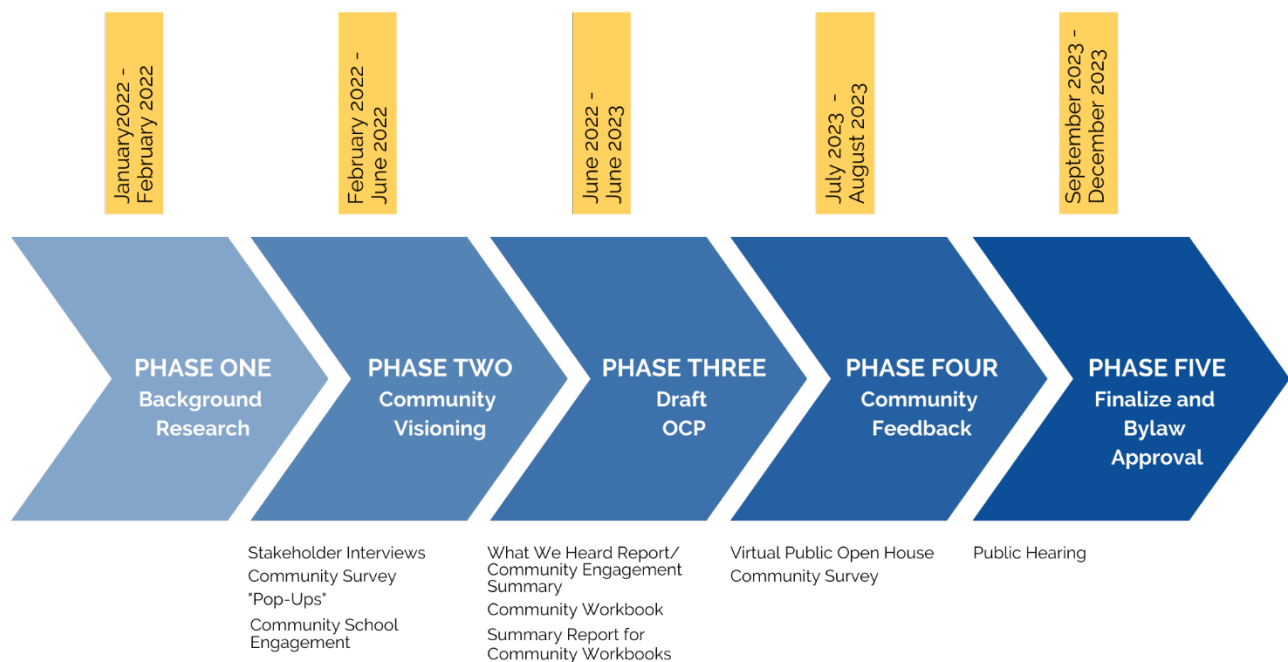 January2022 -
February 2022
February 2022 -
June 2022
June 2022 -
June 2023
July 2023 -
August 2023
September 2023 -
December 2023
PHASE ONE
Background
Research
PHASE TWO
Community
Visioning
PHASE THREE
Draft
OCP
PHASE FOUR
Community
Feedback
PHASE FIVE
Finalize and
Bylaw
Approval
Stakeholder Interviews
Community Survey
"Pop-Ups"
Community School
Engagement
What We Heard Report/
Community Engagement
Summary
Community Workbook
Summary Report for
Community Workbooks
Virtual Public Open House
Community Survey
Public Hearing